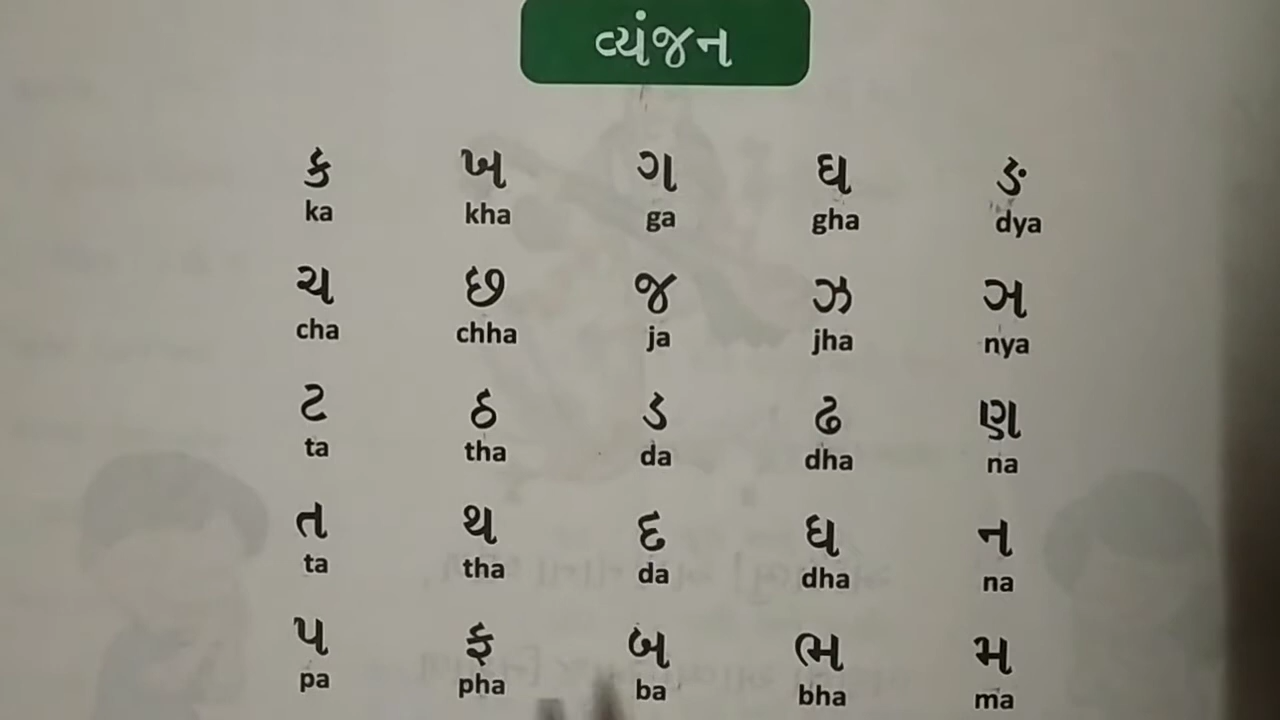 વ્યંજન
ક ખ ગ ઘ ઙ
ka kha ga gha dya
ચ છ જ ઝ ઞ
cha chha ja jha nya
ટ ઠ ડ ઢ ણ
ta tha da dha na
ત થ દ ધ ન
ta tha da dha na
પ ફ બ ભ મ
pa pha ba bha ma